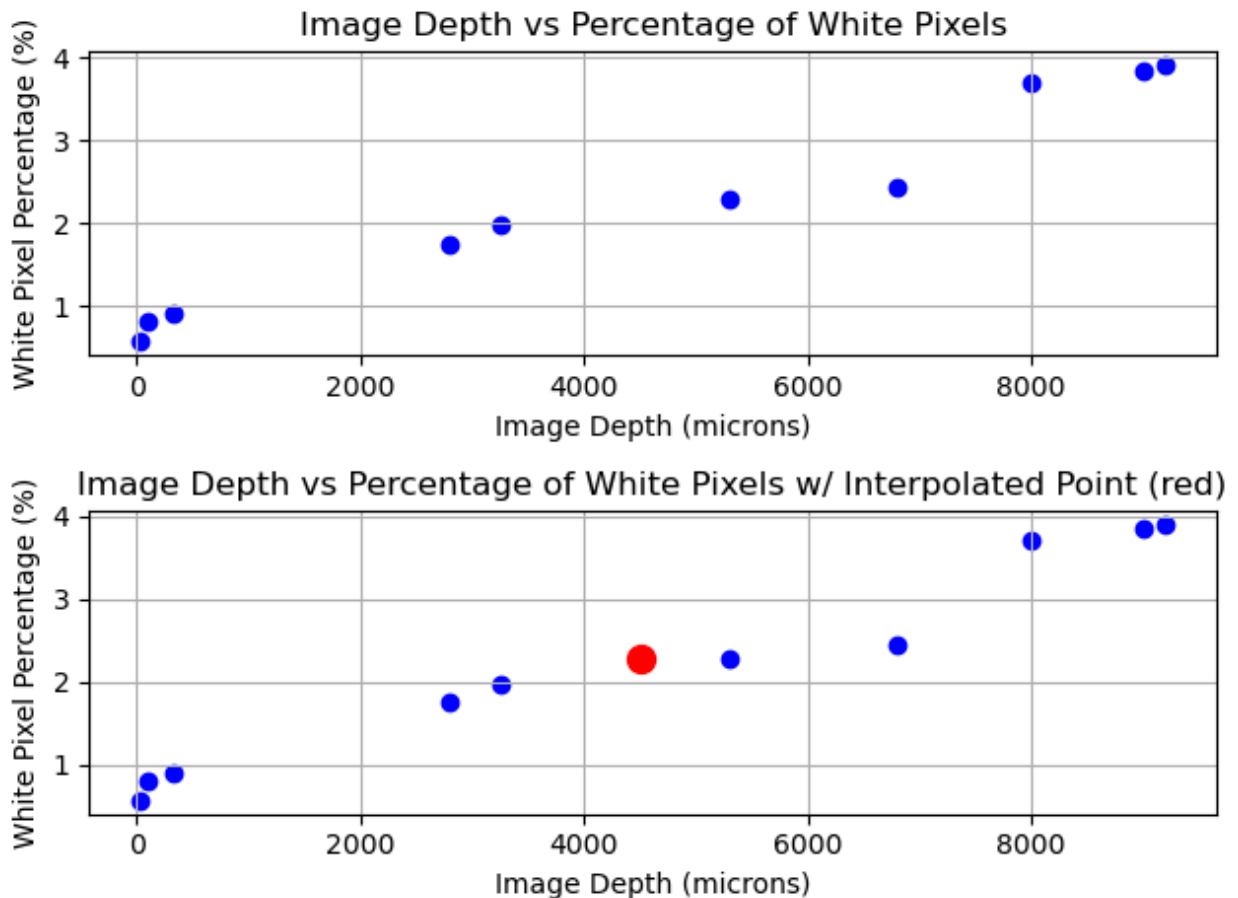 Image Depth vs Percentage of White Pixels
White Pixel Percentage (%)
4
3
2
1
0 2000 4000 6000 8000
Image Depth (microns)
Image Depth vs Percentage of White Pixels w/ Interpolated Point (red)
White Pixel Percentage (%)
4
3
2
1
0 2000 4000 6000 8000
Image Depth (microns)